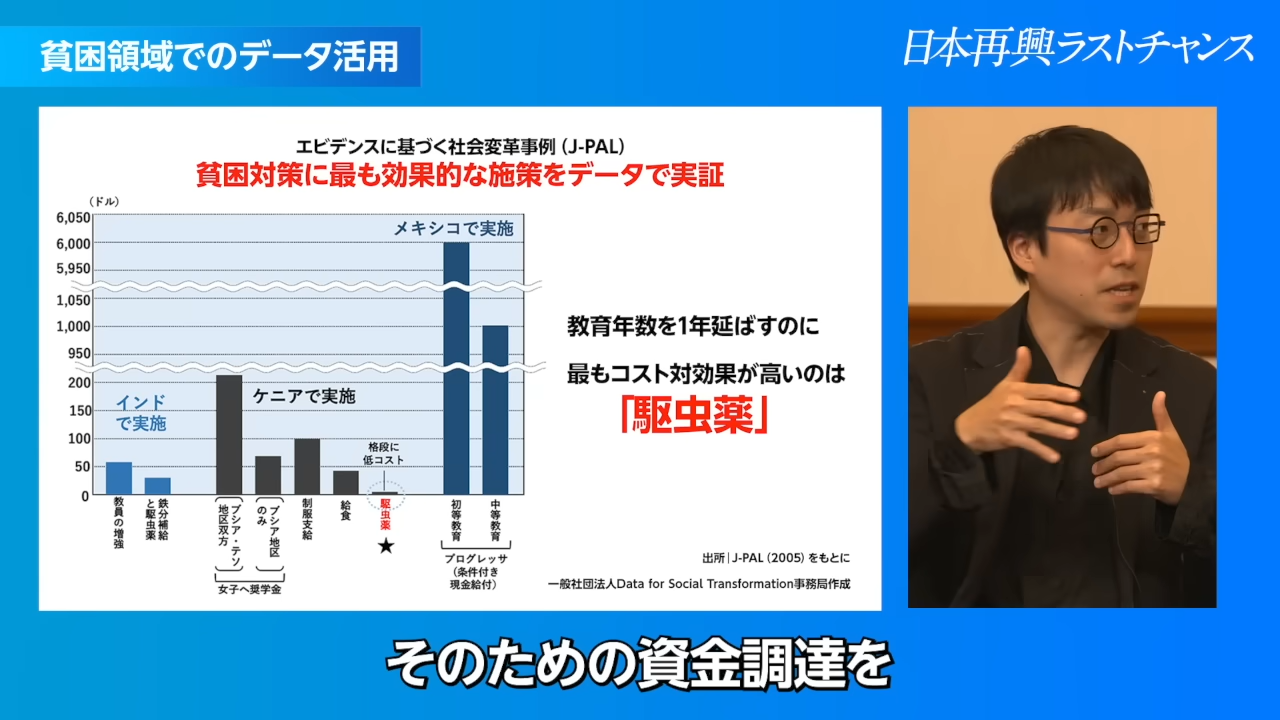 貧困領域でのデータ活用
日本再興ラストチャンス
エビデンスに基づく社会変革事例（J-PAL）
貧困対策に最も効果的な施策をデータで実証
（ドル）
6,050
6,000
5,950
1,050
1,000
950
200
150
100
50
0
インド
で実施
ケニアで実施
メキシコで実施
格段に
低コスト
教員の増強
鉄分補給
と駆虫薬
ブシア・テソ
地区双方
ブシア地区
のみ
女子へ奨学金
制服支給
給食
駆虫薬
★
初等教育
中等教育
プログレッサ
（条件付き
現金給付）
教育年数を1年延ばすのに
最もコスト対効果が高いのは
「駆虫薬」
出所｜J-PAL（2005）をもとに
一般社団法人Data for Social Transformation事務局作成
そのための資金調達を